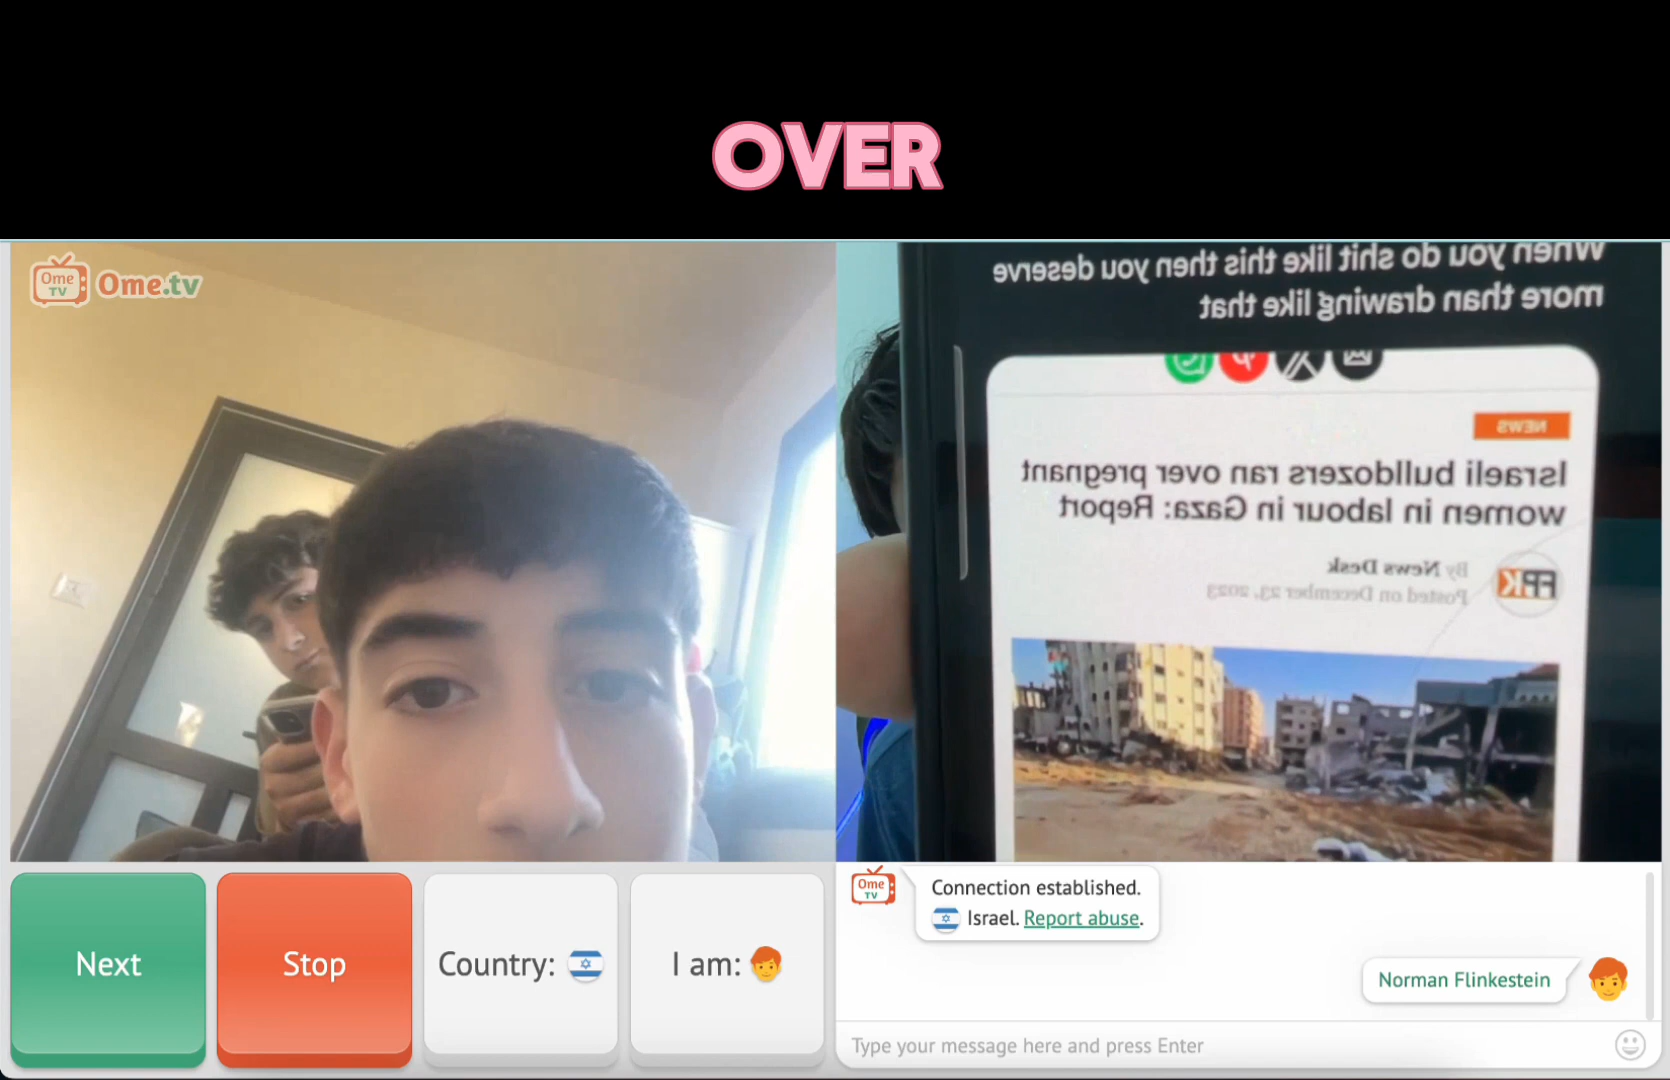 OVER
Ome
TV
Ome.tv
When you do shit like this then you deserve
more than drawing like that
NEWS
Israeli bulldozers ran over pregnant
women in labour in Gaza: Report
By News Desk
Posted on December 23, 2023
FPK
Ome
TV
Connection established.
Israel. Report abuse.
Norman Flinkestein
Type your message here and press Enter
Next
Stop
Country:
I am: